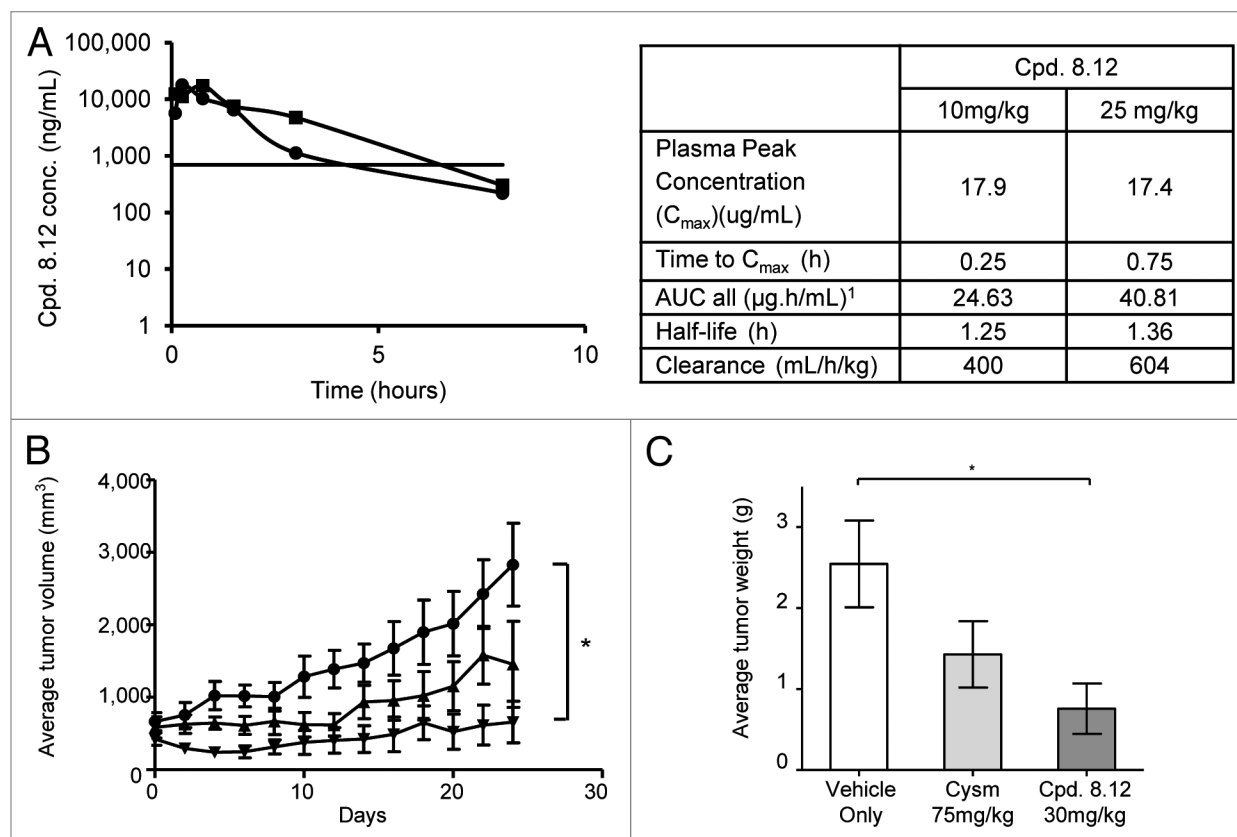 A
100,000
10,000
1,000
100
10
1
Cpd. 8.12 conc. (ng/mL)
0
5
10
Time (hours)
Cpd. 8.12
10mg/kg
25 mg/kg
Plasma Peak
Concentration
(Cmax)(ug/mL)
17.9
17.4
Time to Cmax (h)
0.25
0.75
AUC all (µg.h/mL)1
24.63
40.81
Half-life (h)
1.25
1.36
Clearance (mL/h/kg)
400
604
B
4,000
3,000
2,000
1,000
0
Average tumor volume (mm3)
0
10
20
30
Days
*
C
*
3
2
1
0
Average tumor weight (g)
Vehicle
Only
Cysm
75mg/kg
Cpd. 8.12
30mg/kg